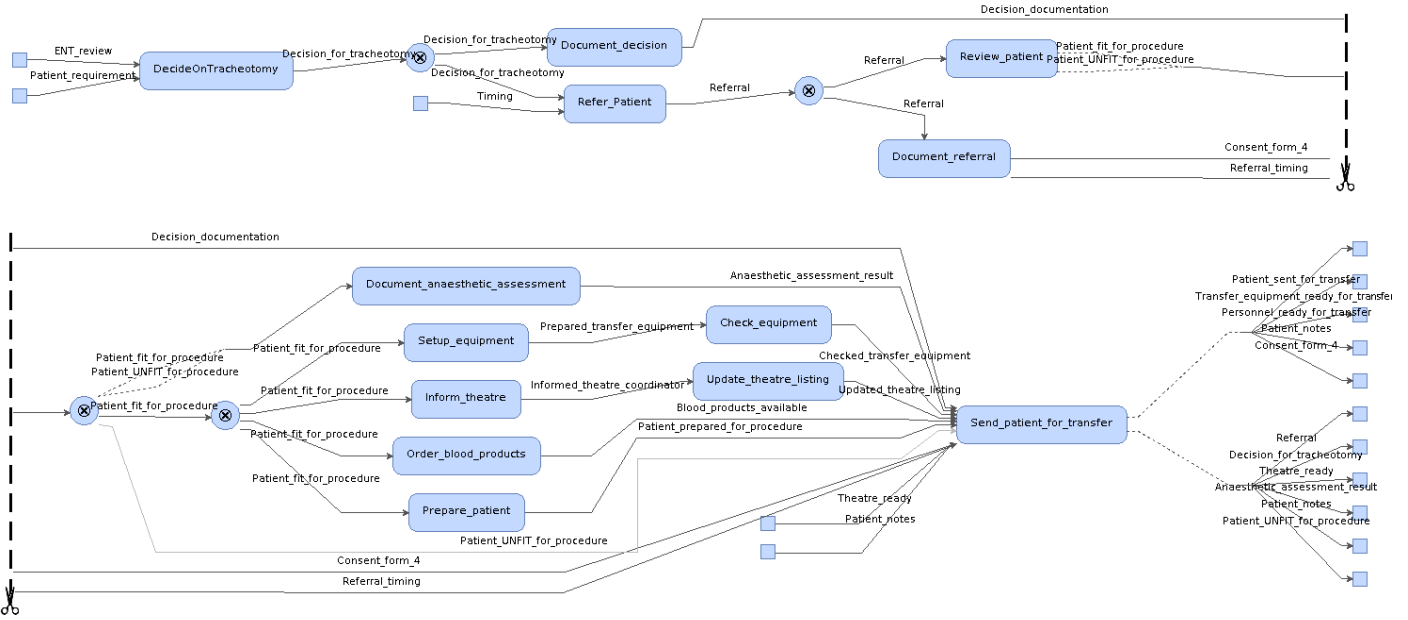 Decision_documentation
ENT_review
DecideOnTracheotomy
Patient_requirement
Decision_for_tracheotomy
Decision_for_tracheotomy
Document_decision
Decision_for_tracheotomy
Timing
Refer_Patient
Referral
Referral
Review_patient
Patient_fit_for_procedure
Patient_UNFIT_for_procedure
Referral
Document_referral
Consent_form_4
Referral_timing
Decision_documentation
Document_anaesthetic_assessment
Anaesthetic_assessment_result
Patient_fit_for_procedure
Patient_UNFIT_for_procedure
Patient_fit_for_procedure
Patient_fit_for_procedure
Setup_equipment
Prepared_transfer_equipment
Check_equipment
Checked_transfer_equipment
Patient_fit_for_procedure
Inform_theatre
Informed_theatre_coordinator
Update_theatre_listing
Updated_theatre_listing
Patient_fit_for_procedure
Order_blood_products
Blood_products_available
Patient_prepared_for_procedure
Patient_fit_for_procedure
Prepare_patient
Send_patient_for_transfer
Theatre_ready
Patient_notes
Patient_UNFIT_for_procedure
Consent_form_4
Referral_timing
Patient_sent_for_transfer
Transfer_equipment_ready_for_transfer
Personnel_ready_for_transfer
Patient_notes
Consent_form_4
Referral
Decision_for_tracheotomy
Theatre_ready
Anaesthetic_assessment_result
Patient_notes
Patient_UNFIT_for_procedure